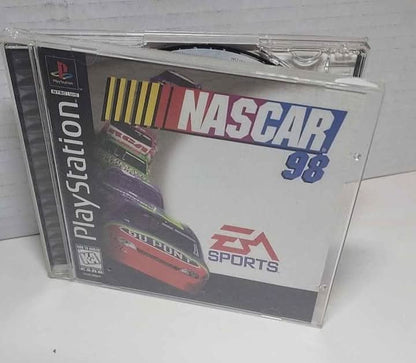 PlayStation
NASCAR
98
DU PONT
EA
SPORTS
K-A